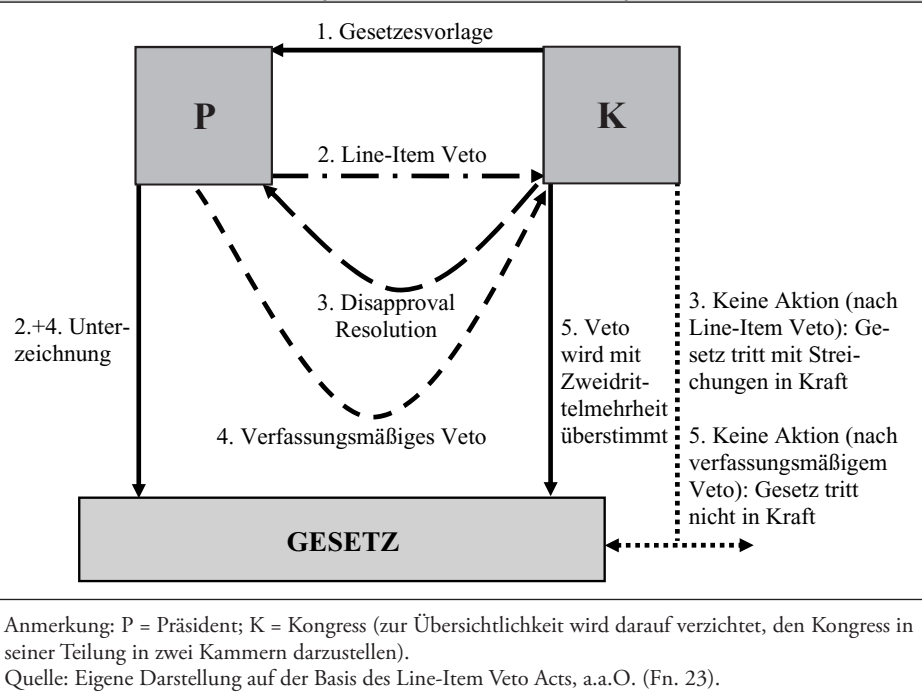 1. Gesetzesvorlage
P
K
2. Line-Item Veto
3. Disapproval
Resolution
2.+4. Unter-
zeichnung
4. Verfassungsmäßiges Veto
5. Veto
wird mit
Zweidrit-
telmehrheit
überstimmt
3. Keine Aktion (nach
Line-Item Veto): Ge-
setz tritt mit Strei-
chungen in Kraft
5. Keine Aktion (nach
verfassungsmäßigem
Veto): Gesetz tritt
nicht in Kraft
GESETZ
Anmerkung: P = Präsident; K = Kongress (zur Übersichtlichkeit wird darauf verzichtet, den Kongress in
seiner Teilung in zwei Kammern darzustellen).
Quelle: Eigene Darstellung auf der Basis des Line-Item Veto Acts, a.a.O. (Fn. 23).